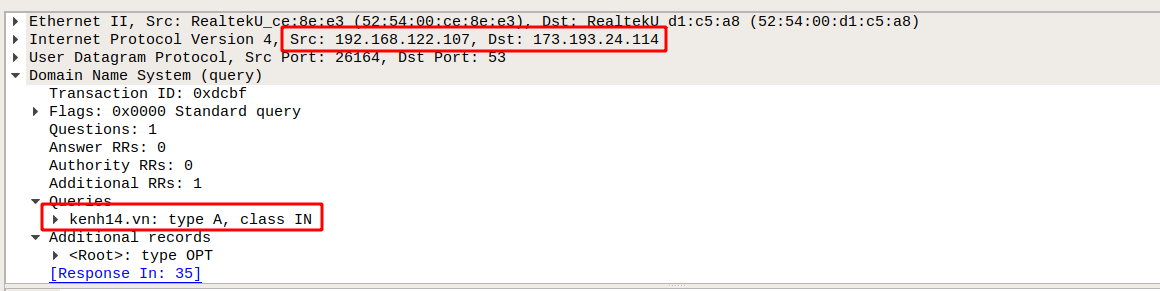 Ethernet II, Src: RealtekU_ce:8e:e3 (52:54:00:ce:8e:e3), Dst: RealtekU_d1:c5:a8 (52:54:00:d1:c5:a8)
Internet Protocol Version 4, Src: 192.168.122.107, Dst: 173.193.24.114
User Datagram Protocol, Src Port: 26164, Dst Port: 53
Domain Name System (query)
Transaction ID: 0xdcbf
Flags: 0x0000 Standard query
Questions: 1
Answer RRs: 0
Authority RRs: 0
Additional RRs: 1
Queries
kenh14.vn: type A, class IN
Additional records
<Root>: type OPT
[Response In: 35]